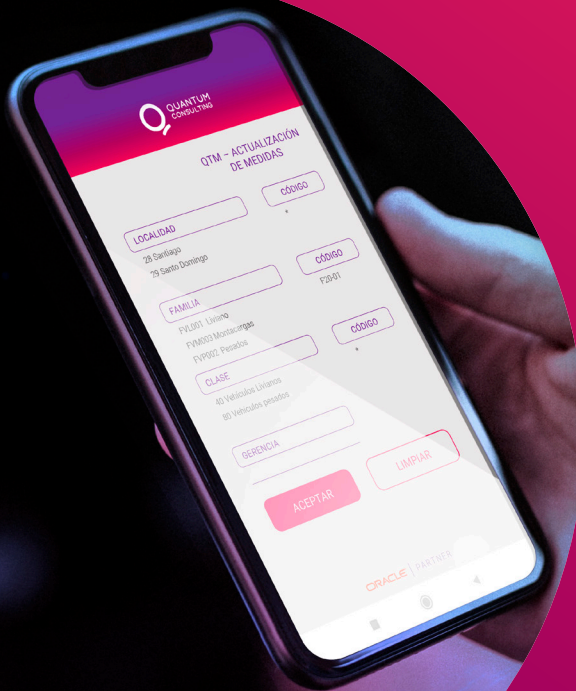 QUANTUM
CONSULTING
QTM – ACTUALIZACIÓN
DE MEDIDAS
LOCALIDAD
CÓDIGO
28 Santiago
*
29 Santo Domingo
FAMILIA
CÓDIGO
FVL001 Liviano
F20-01
FVM003 Montacargas
FVP002 Pesados
CLASE
CÓDIGO
40 Vehículos Livianos
*
80 Vehículos pesados
GERENCIA
ACEPTAR
LIMPIAR
ORACLE | PARTNER